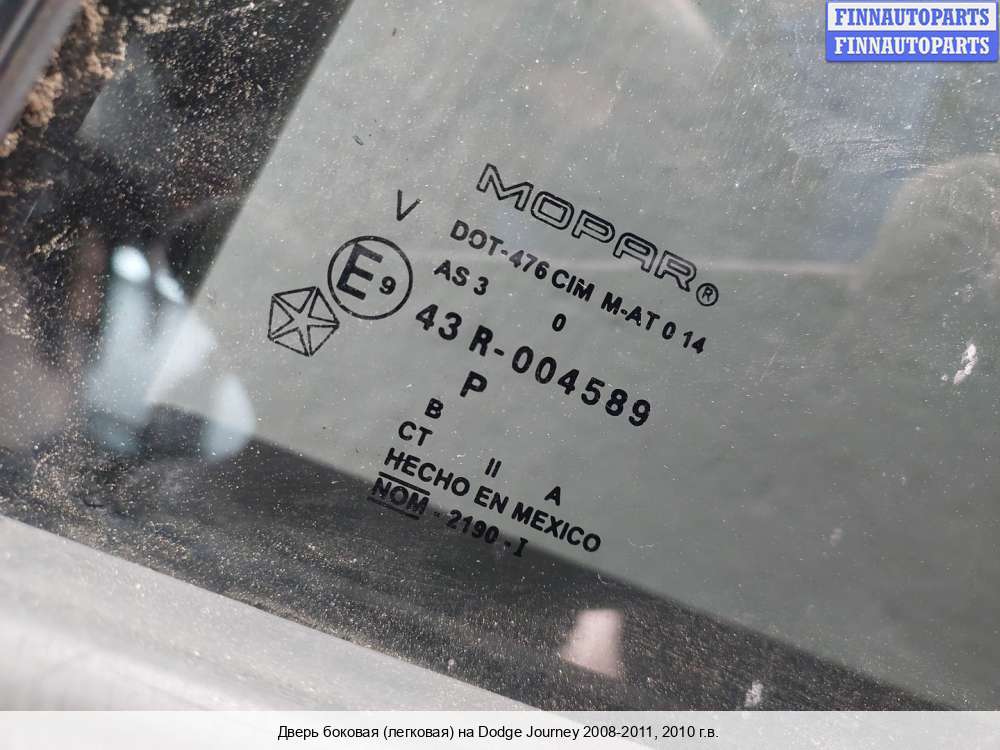 FINNAUTOPARTS
FINNAUTOPARTS
MOPAR®
V
DOT-476 CIM M-AT 0 14
AS 3
0
E9
43 R-004589
P
B
CT
II
A
HECHO EN MEXICO
NOM - 2190 - I
Дверь боковая (легковая) на Dodge Journey 2008-2011, 2010 г.в.